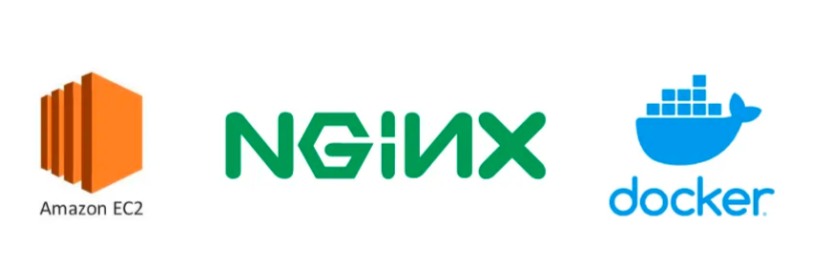 NGINX
docker
Amazon EC2